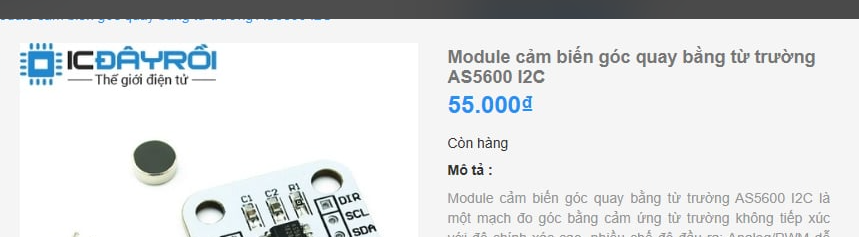 ICĐÂYRỒI
Thế giới điện tử
C1
C2
R1
DIR
SCL
SDA
Module cảm biến góc quay bằng từ trường
AS5600 I2C
55.000₫
Còn hàng
Mô tả :
Module cảm biến góc quay bằng từ trường AS5600 I2C là
một mạch đo góc bằng cảm ứng từ trường không tiếp xúc